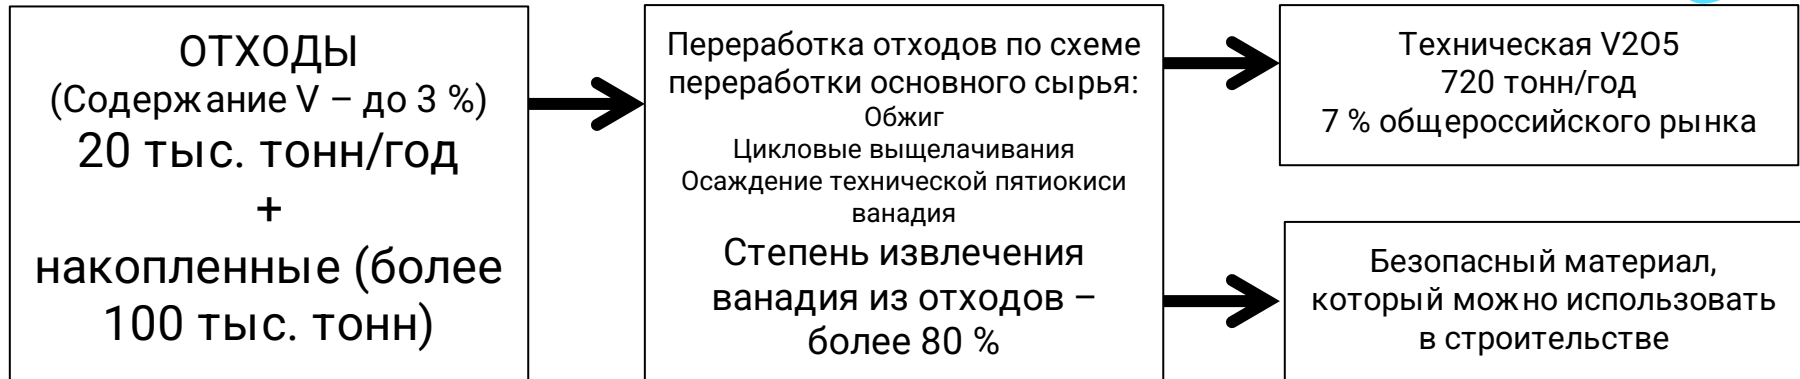 ОТХОДЫ
(Содержание V – до 3 %)
20 тыс. тонн/год
+
накопленные (более
100 тыс. тонн)
Переработка отходов по схеме
переработки основного сырья:
Обжиг
Цикловые выщелачивания
Осаждение технической пятиокиси
ванадия
Степень извлечения
ванадия из отходов –
более 80 %
Техническая V2O5
720 тонн/год
7 % общероссийского рынка
Безопасный материал,
который можно использовать
в строительстве